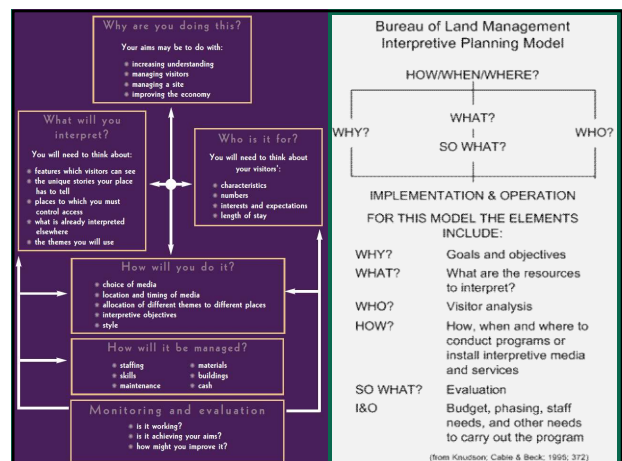 Why are you doing this?
Your aims may be to do with:
increasing understanding
managing visitors
managing a site
improving the economy
What will you
interpret?
You will need to think about:
features which visitors can see
the unique stories your place
has to tell
places to which you must
control access
what is already interpreted
elsewhere
the themes you will use
Who is it for?
You will need to think about
your visitors':
characteristics
numbers
interests and expectations
length of stay
How will you do it?
choice of media
location and timing of media
allocation of different themes to different places
interpretive objectives
style
How will it be managed?
staffing
skills
maintenance
materials
buildings
cash
Monitoring and evaluation
is it working?
is it achieving your aims?
how might you improve it?
Bureau of Land Management
Interpretive Planning Model
HOW/WHEN/WHERE?
WHY?
WHAT?
SO WHAT?
WHO?
IMPLEMENTATION & OPERATION
FOR THIS MODEL THE ELEMENTS
INCLUDE:
WHY? Goals and objectives
WHAT? What are the resources
to interpret?
WHO? Visitor analysis
HOW? How, when and where to
conduct programs or
install interpretive media
and services
SO WHAT? Evaluation
I&O Budget, phasing, staff
needs, and other needs
to carry out the program
(from Knudson; Cable & Beck; 1995; 372)